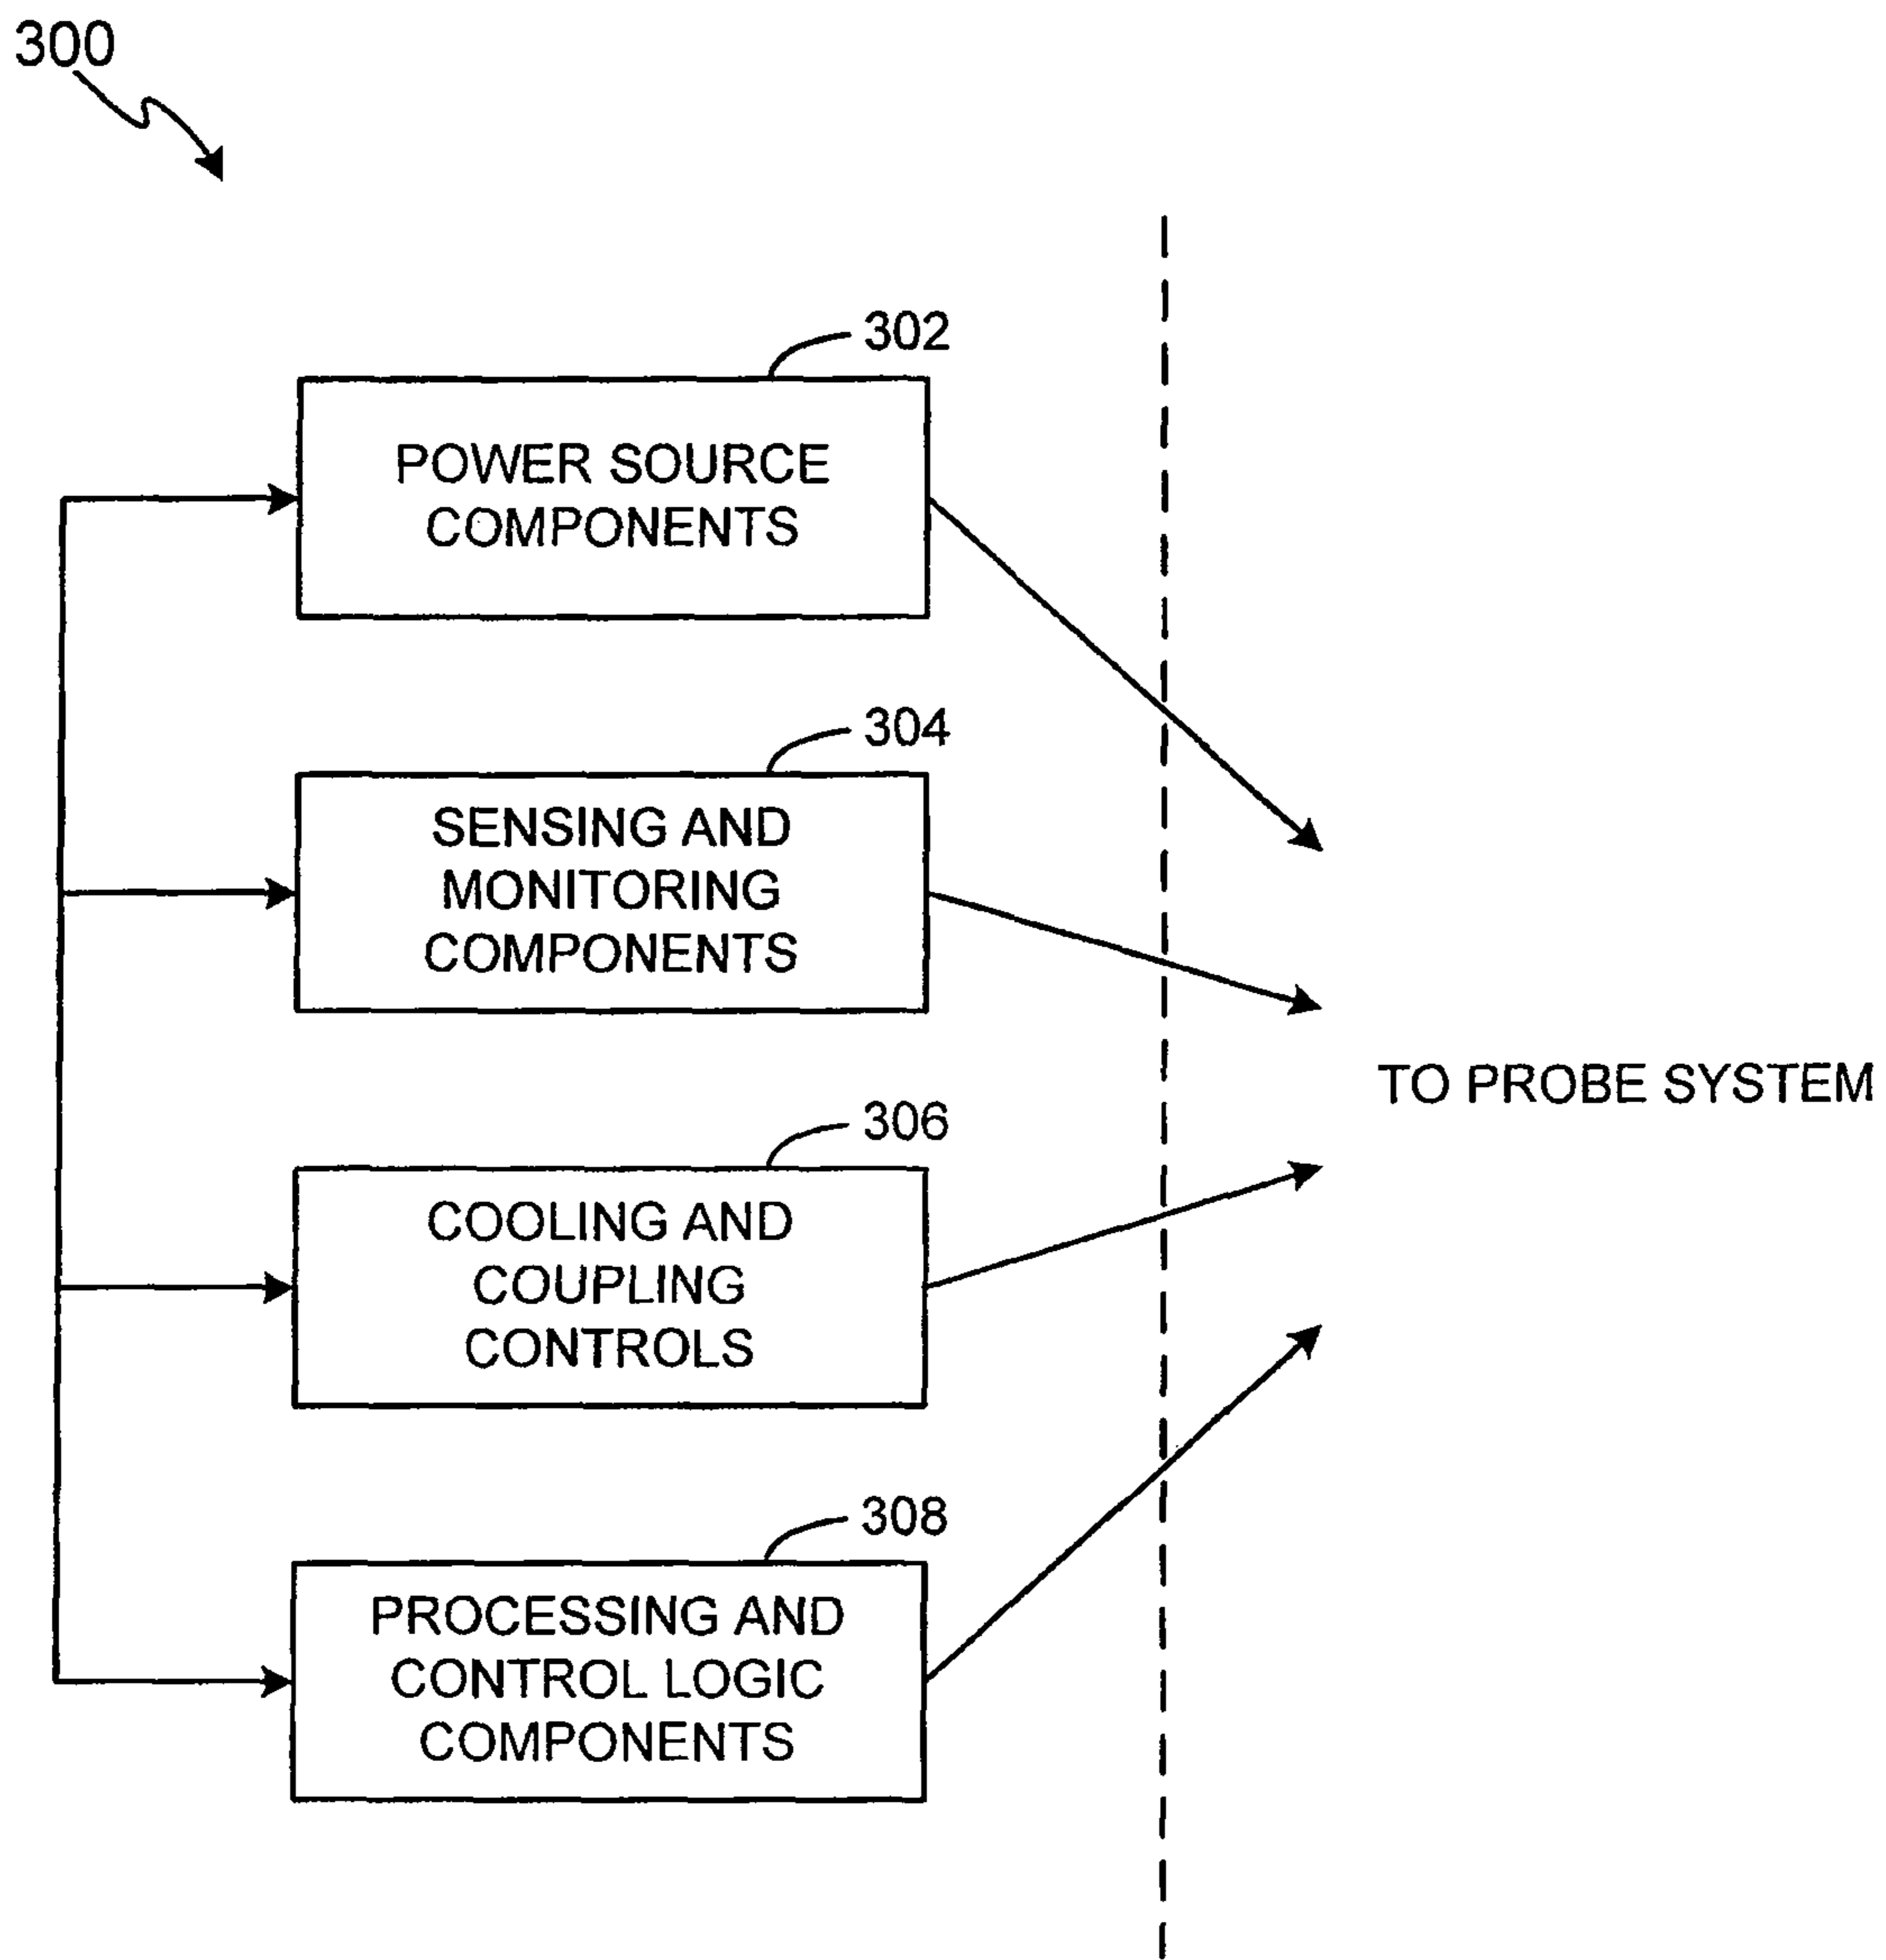 300
302
POWER SOURCE
COMPONENTS
304
SENSING AND
MONITORING
COMPONENTS
TO PROBE SYSTEM
306
COOLING AND
COUPLING
CONTROLS
308
PROCESSING AND
CONTROL LOGIC
COMPONENTS